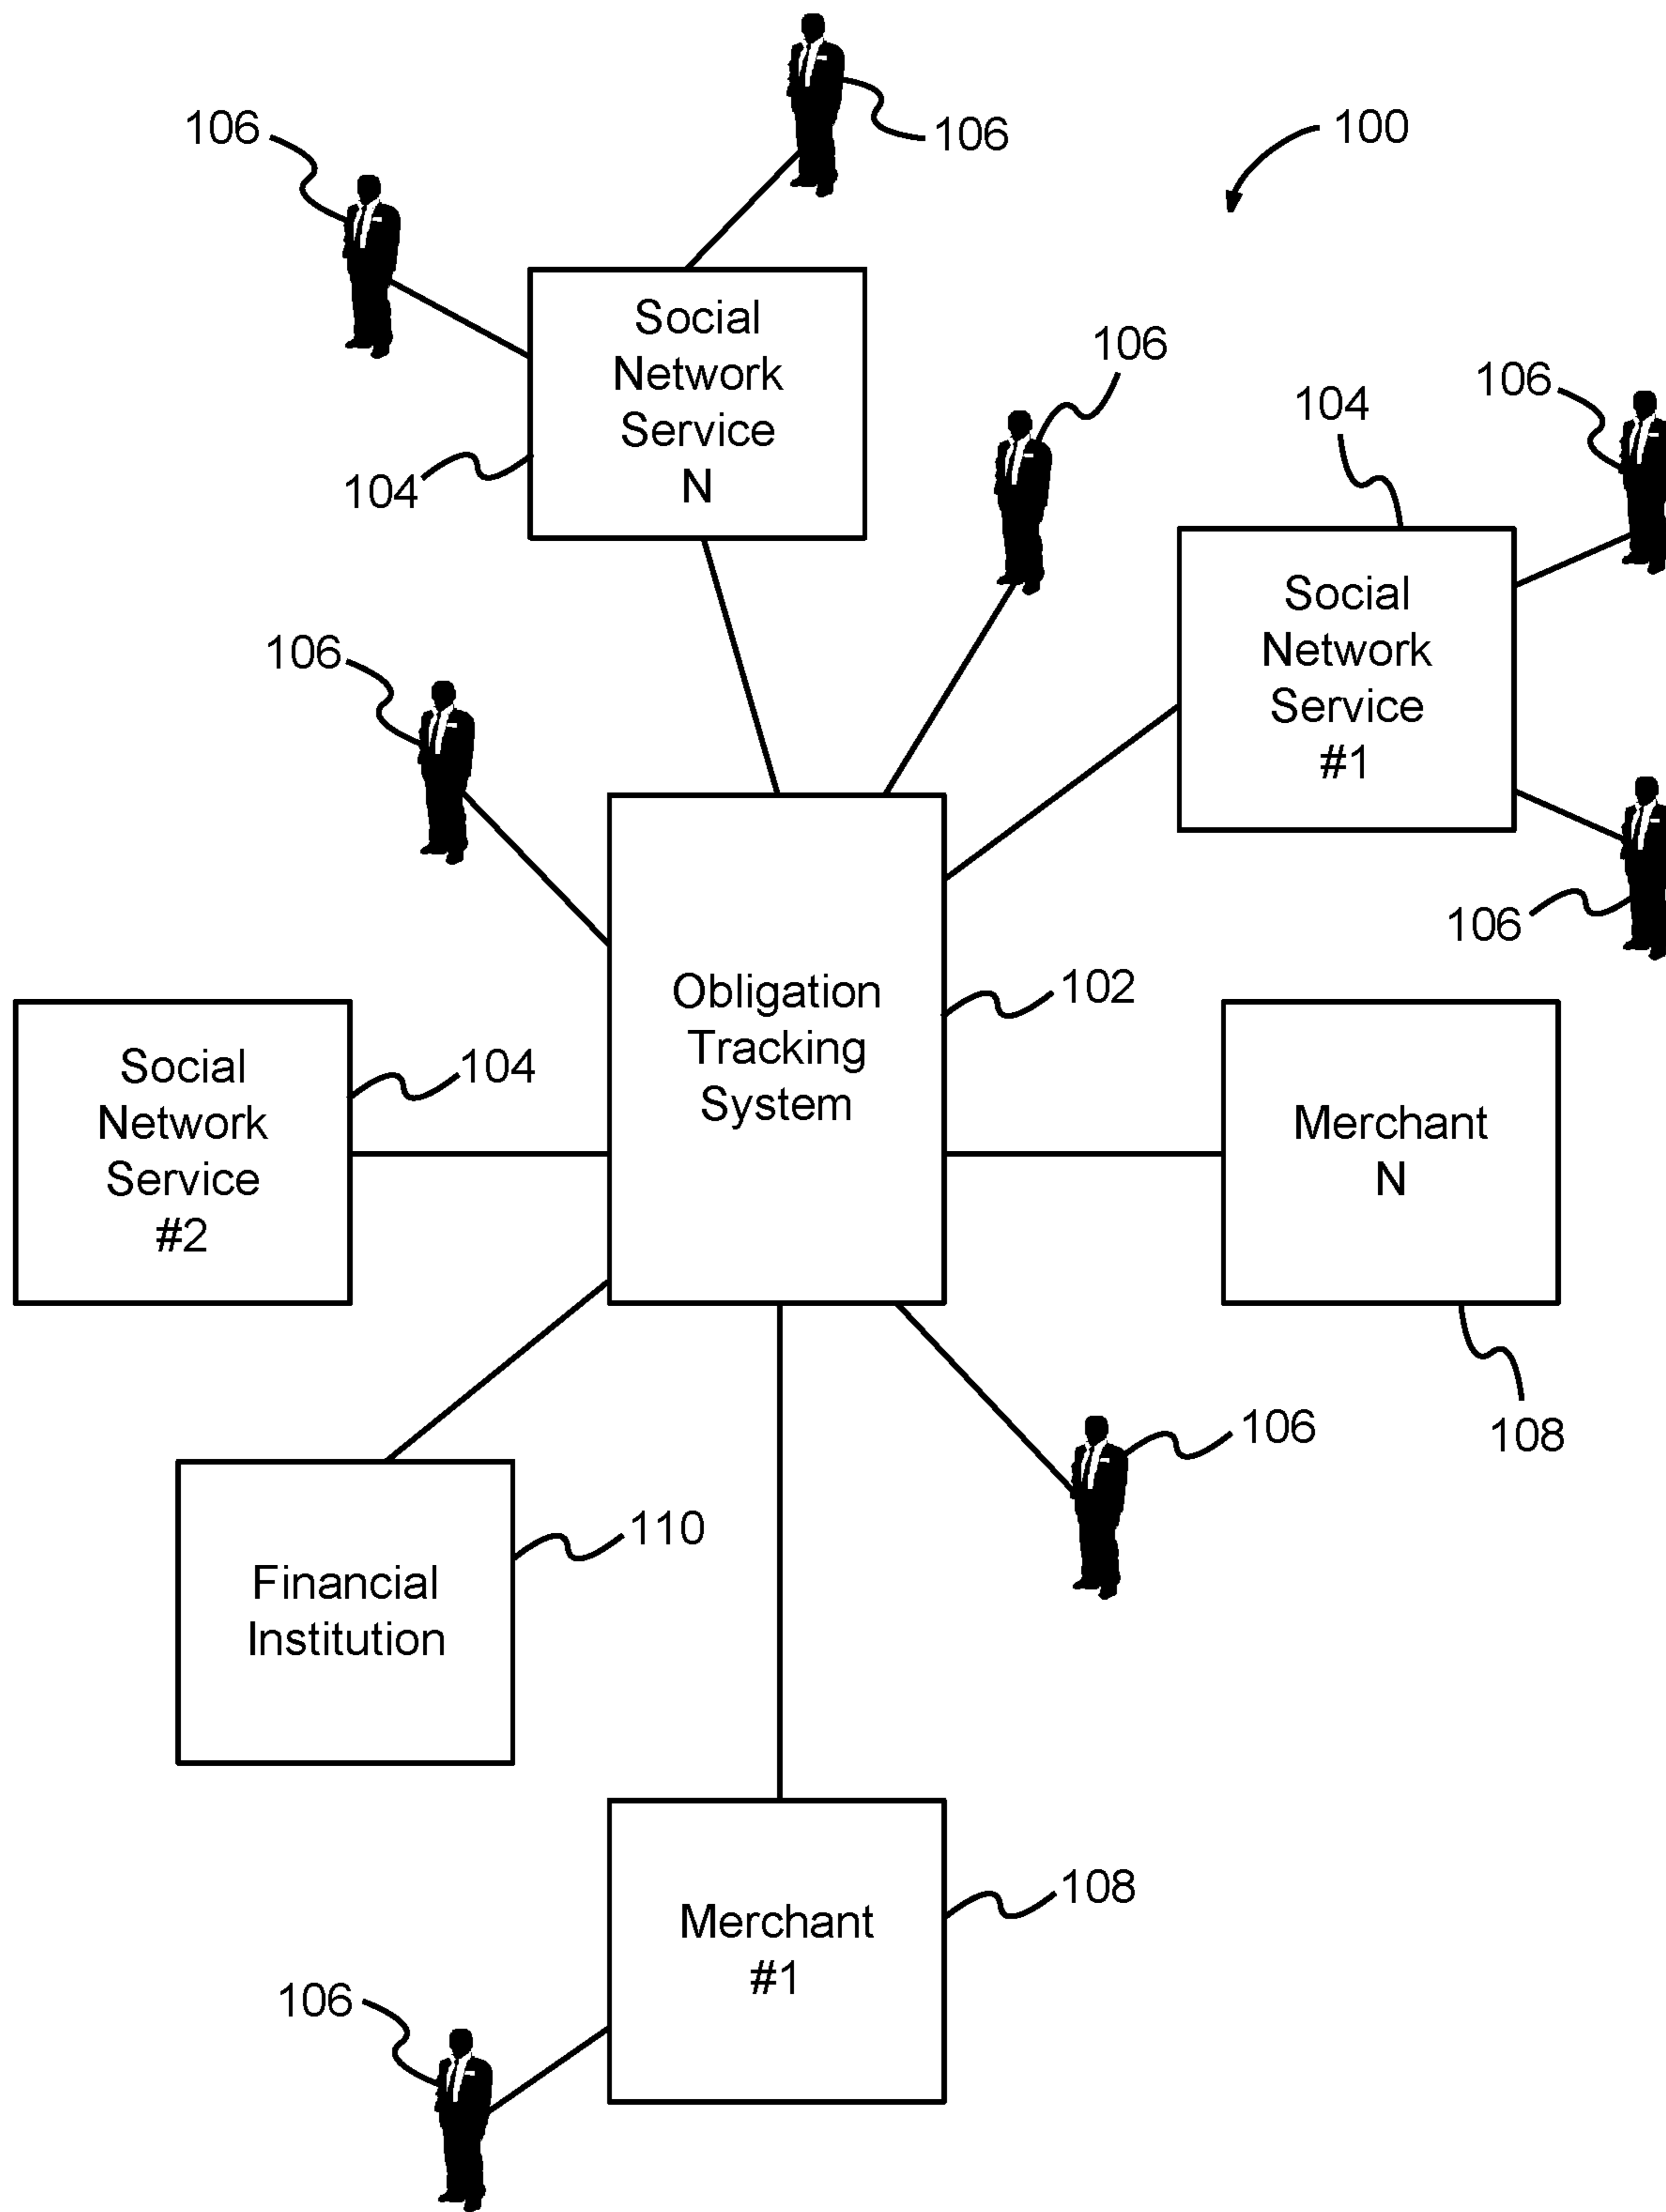 106
106
100
Social
Network
Service
N
104
106
104
106
Social
Network
Service
#1
106
106
Obligation
Tracking
System
102
Social
Network
Service
#2
104
Merchant
N
108
106
Financial
Institution
110
Merchant
#1
108
106